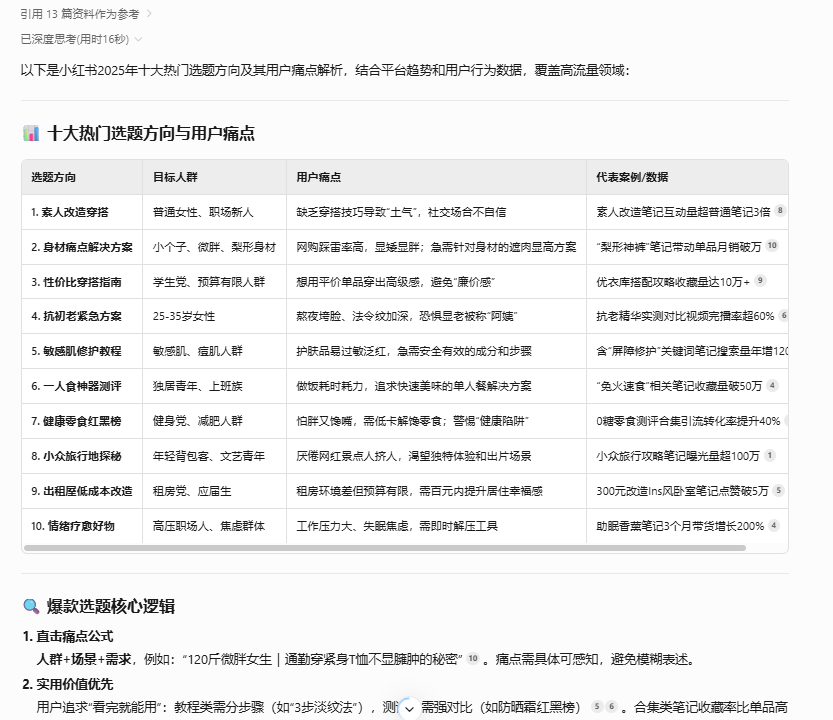 引用 13 篇资料作为参考
已深度思考(用时16秒)
以下是小红书2025年十大热门选题方向及其用户痛点解析，结合平台趋势和用户行为数据，覆盖高流量领域：
十大热门选题方向与用户痛点
选题方向 目标人群 用户痛点 代表案例/数据
1. 素人改造穿搭 普通女性、职场新人 缺乏穿搭技巧导致“土气”，社交场合不自信 素人改造笔记互动量超普通笔记3倍 8
2. 身材痛点解决方案 小个子、微胖、梨形身材 网购踩雷率高，显矮显胖；急需针对身材的遮肉显高方案 “梨形神裤”笔记带动单品月销破万 10
3. 性价比穿搭指南 学生党、预算有限人群 想用平价单品穿出高级感，避免“廉价感” 优衣库搭配攻略收藏量达10万+ 9
4. 抗初老紧急方案 25-35岁女性 熬夜垮脸、法令纹加深，恐惧显老被称“阿姨” 抗老精华实测对比视频完播率超60% 6
5. 敏感肌修护教程 敏感肌、痘肌人群 护肤品易过敏泛红，急需安全有效的成分和步骤 含“屏障修护”关键词笔记搜索量年增120
6. 一人食神器测评 独居青年、上班族 做饭耗时耗力，追求快速美味的单人餐解决方案 “免火速食”相关笔记收藏量破50万 4
7. 健康零食红黑榜 健身党、减肥人群 怕胖又馋嘴，需低卡解馋零食；警惕“健康陷阱” 0糖零食测评合集引流转化率提升40%
8. 小众旅行地探秘 年轻背包客、文艺青年 厌倦网红景点人挤人，渴望独特体验和出片场景 小众旅行攻略笔记曝光量超100万 1
9. 出租屋低成本改造 租房党、应届生 租房环境差但预算有限，需百元内提升居住幸福感 300元改造Ins风卧室笔记点赞破5万 5
10. 情绪疗愈好物 高压职场人、焦虑群体 工作压力大、失眠焦虑，需即时解压工具 助眠香薰笔记3个月带货增长200% 4
爆款选题核心逻辑
1. 直击痛点公式
人群+场景+需求，例如：“120斤微胖女生｜通勤穿紧身T恤不显臃肿的秘密” 10 。痛点需具体可感知，避免模糊表述。
2. 实用价值优先
用户追求“看完就能用”：教程类需分步骤（如“3步淡纹法”），测 需强对比（如防晒霜红黑榜） 5 6 。合集类笔记收藏率比单品高